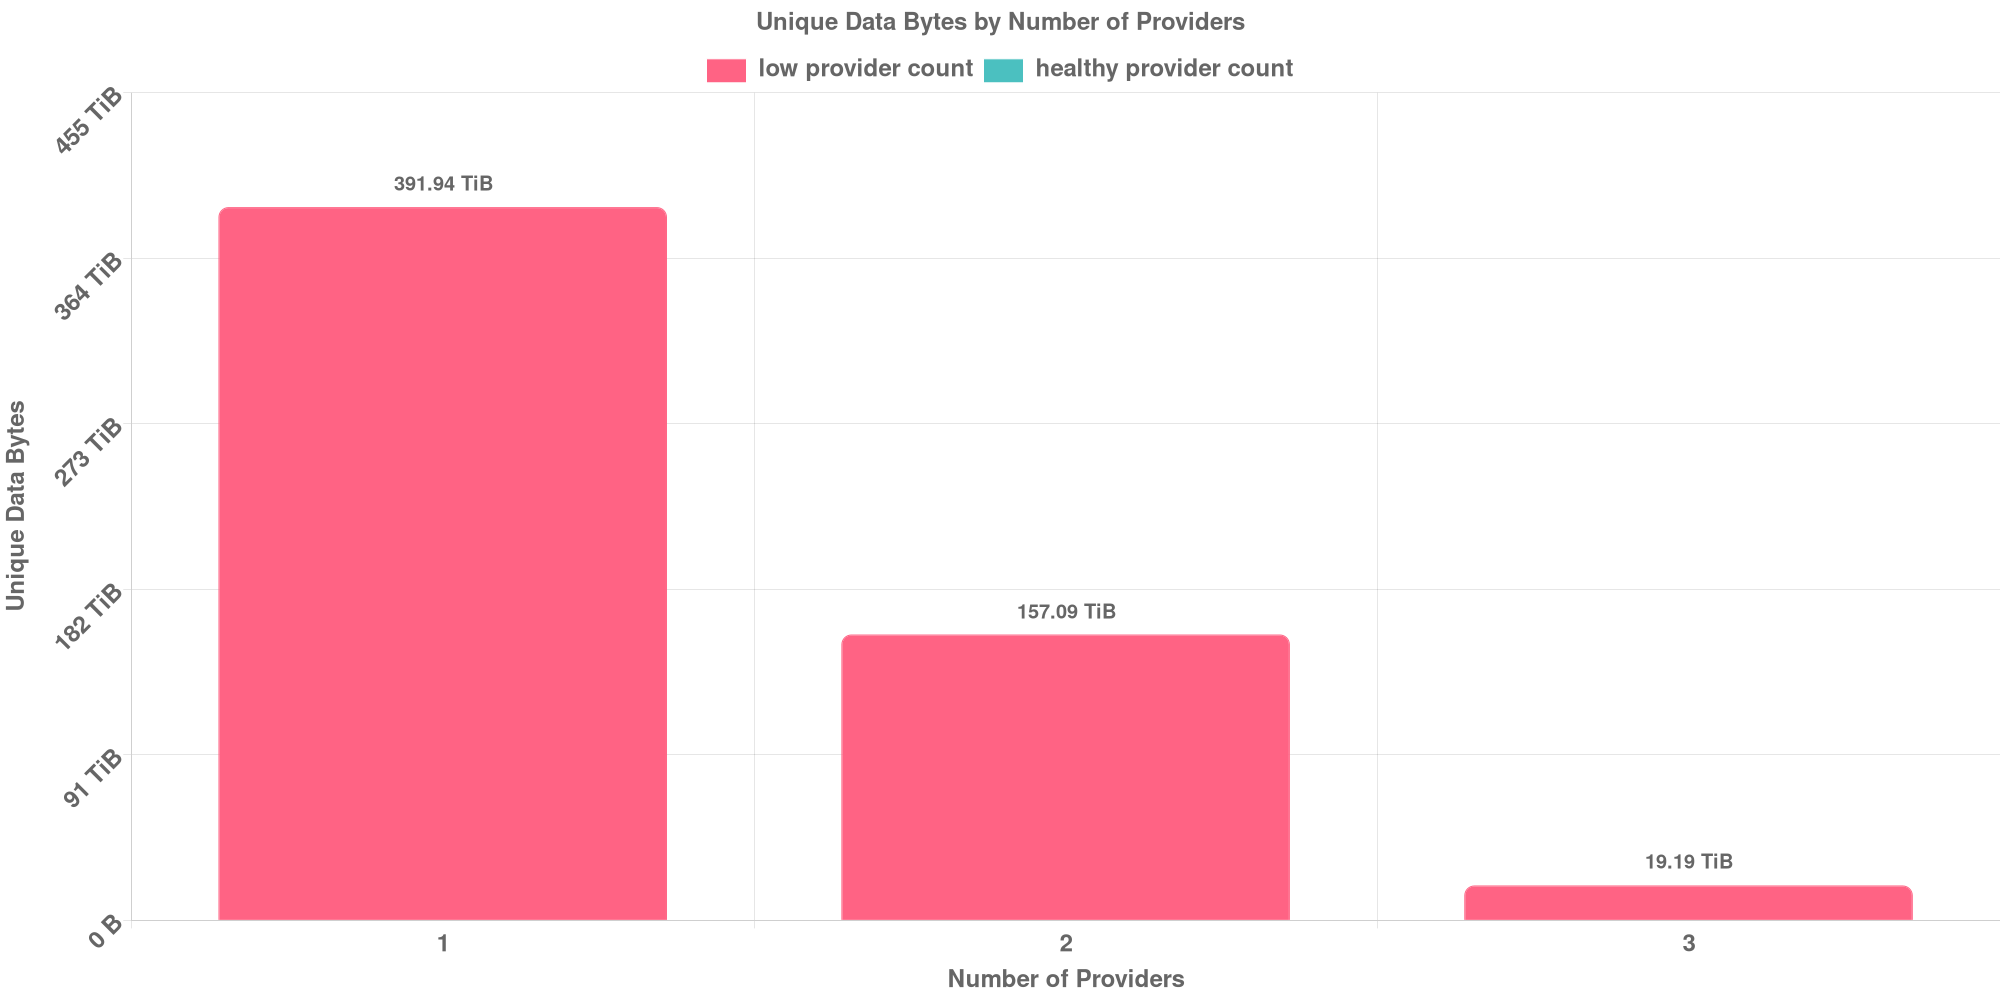 Unique Data Bytes by Number of Providers
low provider count healthy provider count
455 TiB
391.94 TiB
364 TiB
273 TiB
Unique Data Bytes
182 TiB
157.09 TiB
91 TiB
19.19 TiB
0 B
1 2 3
Number of Providers